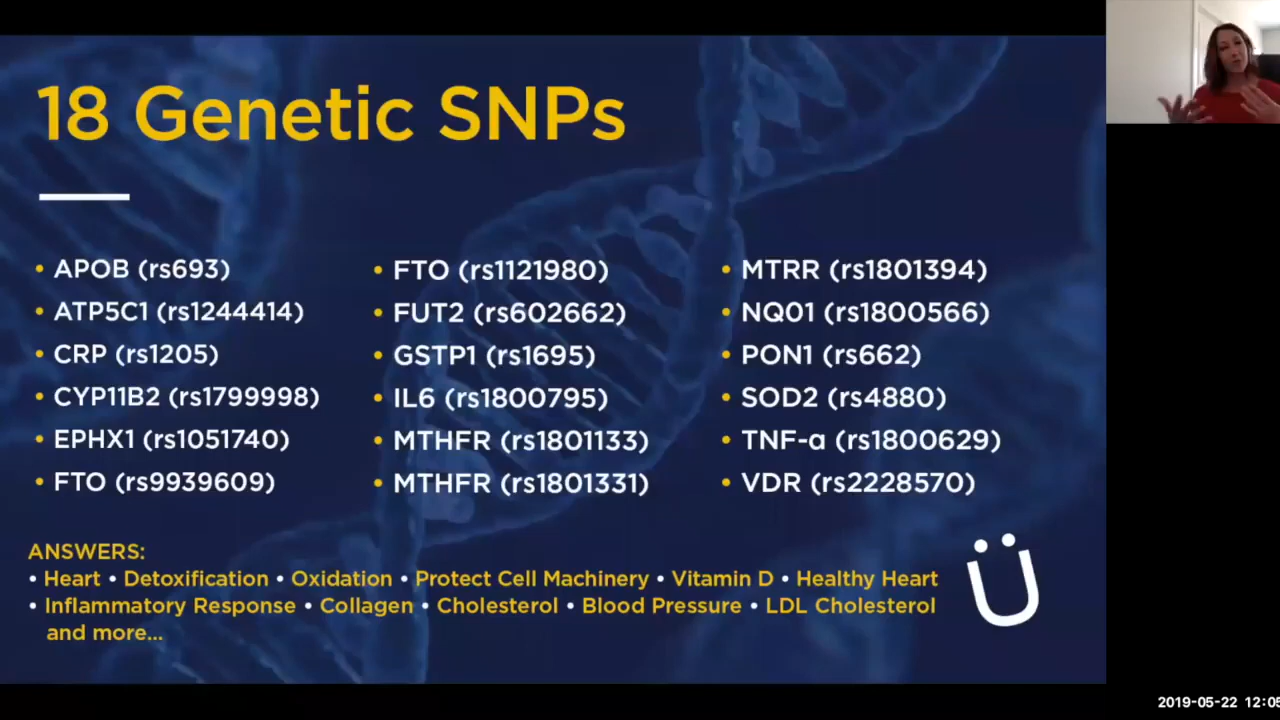 18 Genetic SNPs
• APOB (rs693)
• ATP5C1 (rs1244414)
• CRP (rs1205)
• CYP11B2 (rs1799998)
• EPHX1 (rs1051740)
• FTO (rs9939609)
• FTO (rs1121980)
• FUT2 (rs602662)
• GSTP1 (rs1695)
• IL6 (rs1800795)
• MTHFR (rs1801133)
• MTHFR (rs1801331)
• MTRR (rs1801394)
• NQ01 (rs1800566)
• PON1 (rs662)
• SOD2 (rs4880)
• TNF-a (rs1800629)
• VDR (rs2228570)
ANSWERS:
• Heart • Detoxification • Oxidation • Protect Cell Machinery • Vitamin D • Healthy Heart
• Inflammatory Response • Collagen • Cholesterol • Blood Pressure • LDL Cholesterol
and more...
Ü
2019-05-22 12:05